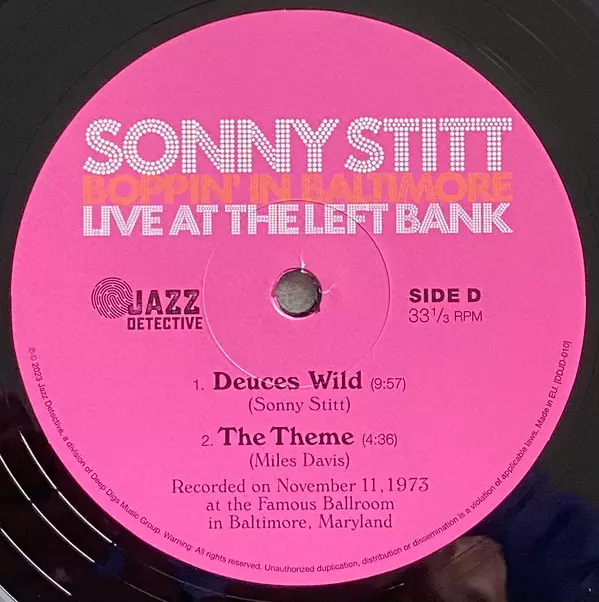 SONNY STITT
BOPPIN' IN BALTIMORE
LIVE AT THE LEFT BANK
JAZZ
DETECTIVE
SIDE D
33 1/3 RPM
1. Deuces Wild (9:57)
(Sonny Stitt)
2. The Theme (4:36)
(Miles Davis)
Recorded on November 11, 1973
at the Famous Ballroom
in Baltimore, Maryland
℗ © 2023 Jazz Detective, a division of Deep Digs Music Group. Warning: All rights reserved. Unauthorized duplication, distribution or dissemination is a violation of applicable laws. Made in EU. [DDJD-010]